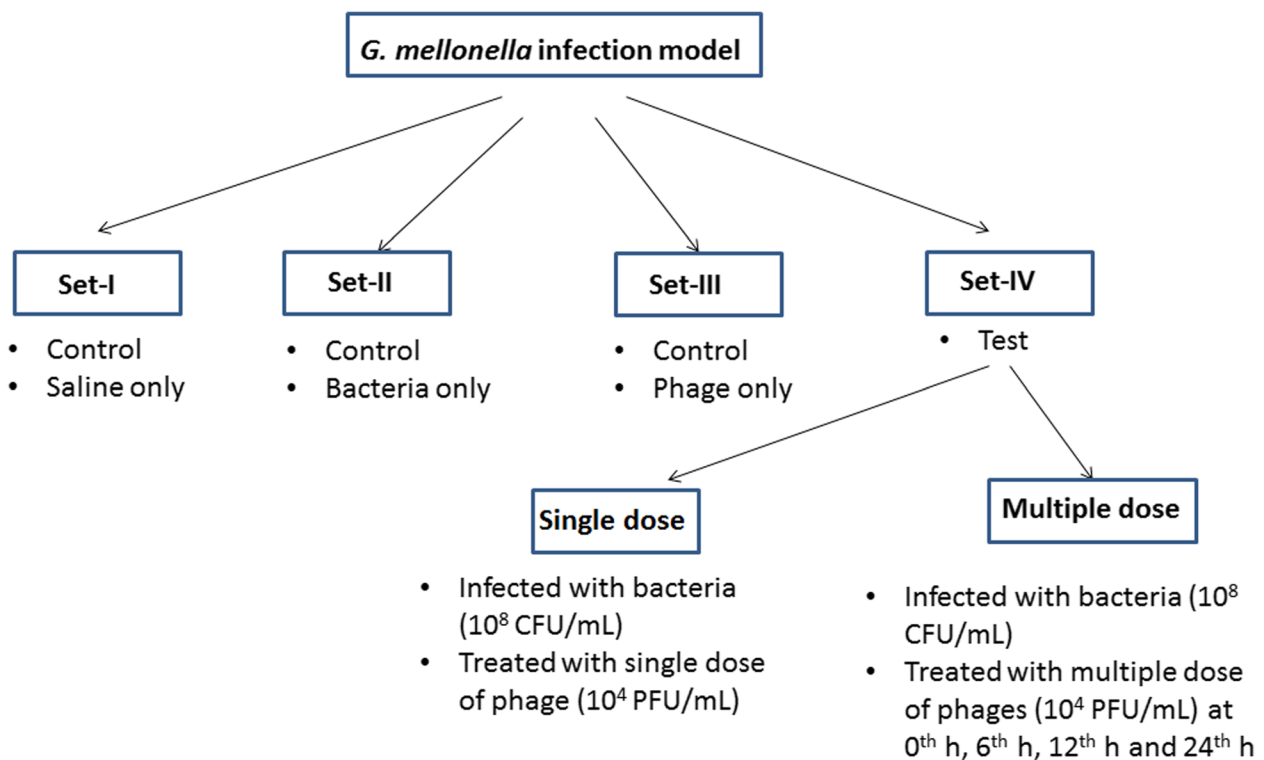 G. mellonella infection model
Set-I
• Control
• Saline only
Set-II
• Control
• Bacteria only
Set-III
• Control
• Phage only
Set-IV
• Test
Single dose
• Infected with bacteria
(10⁸ CFU/mL)
• Treated with single dose
of phage (10⁴ PFU/mL)
Multiple dose
• Infected with bacteria (10⁸
CFU/mL)
• Treated with multiple dose
of phages (10⁴ PFU/mL) at
0ᵗʰ h, 6ᵗʰ h, 12ᵗʰ h and 24ᵗʰ h